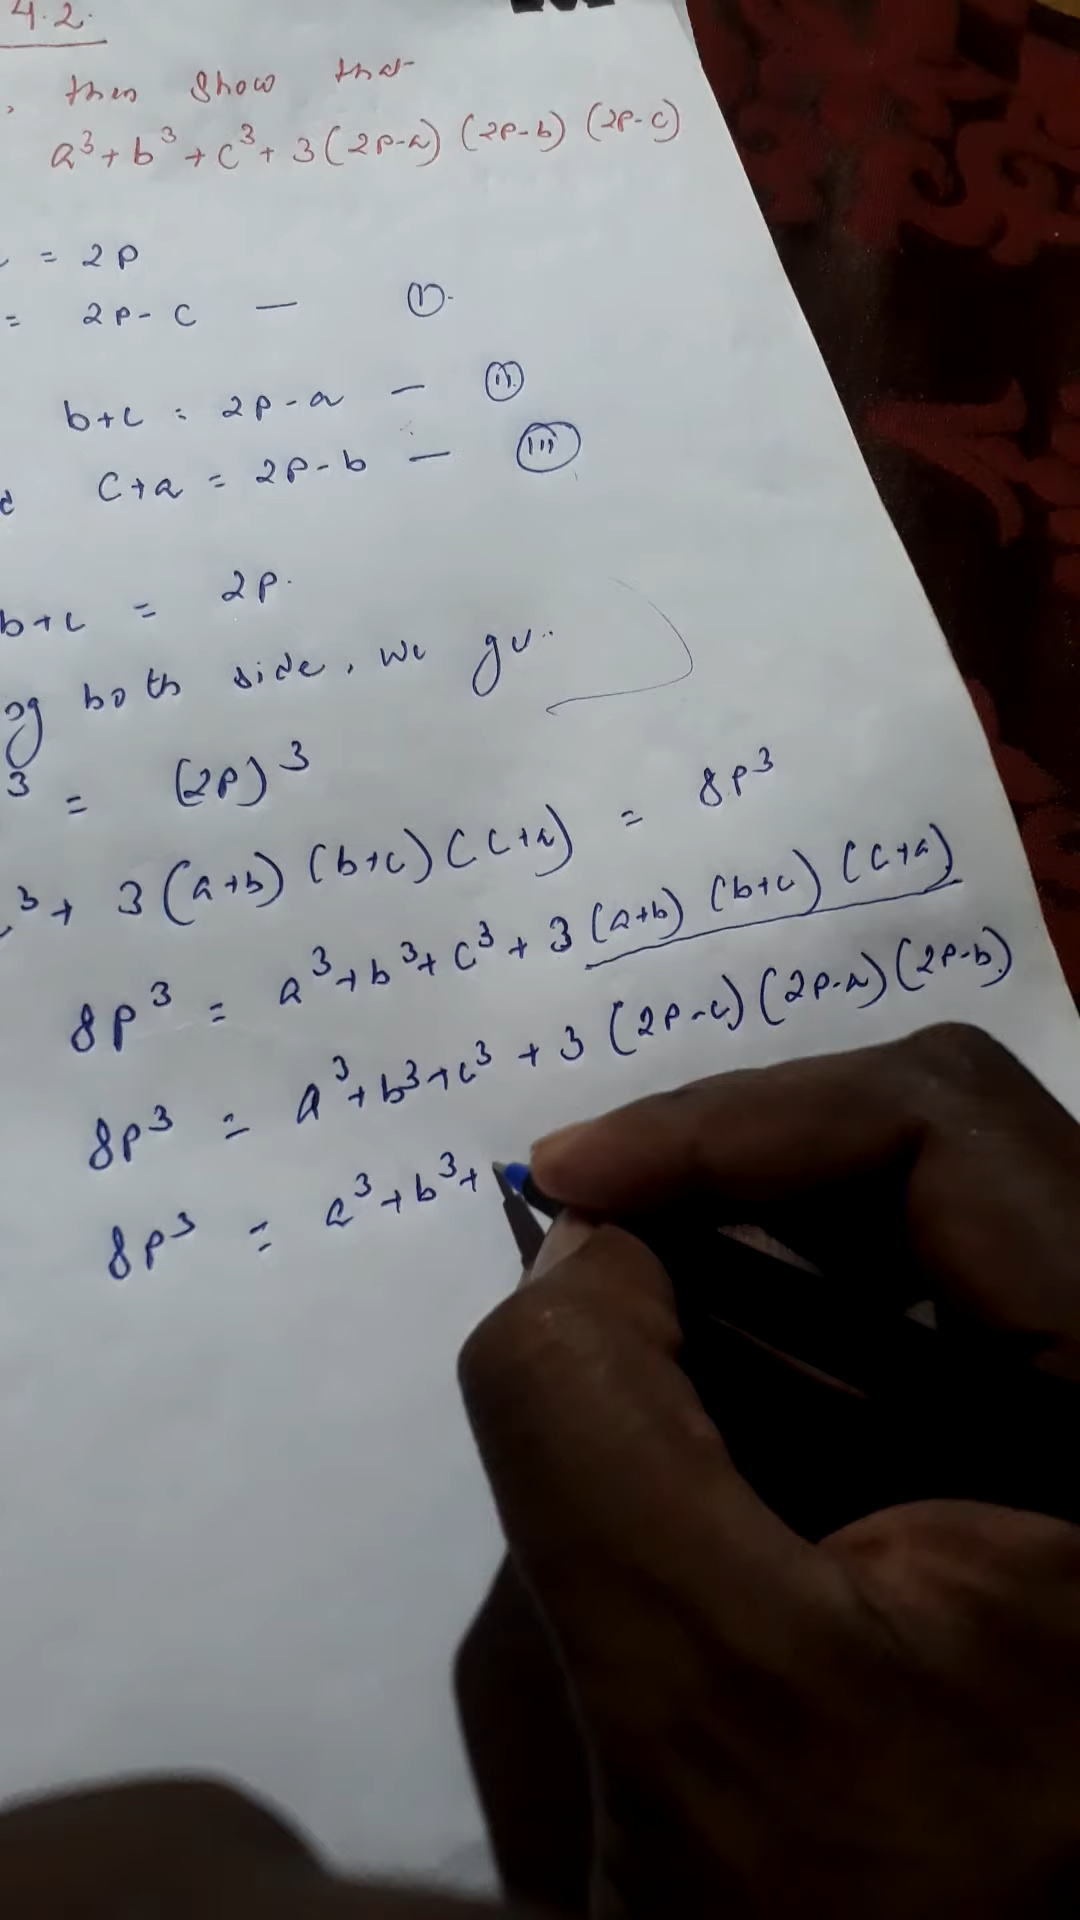 4.2.
, then show that
a³+b³+c³+3(2p-a)(2p-b)(2p-c)
= 2p
= 2p-c — (i).
b+c = 2p-a — (ii)
c+a = 2p-b — (iii)
b+c = 2p.
both side, we
3 = (2p)³
³+ 3(a+b)(b+c)(c+a) = 8p³
8p³ = a³+b³+c³+3(a+b)(b+c)(c+a)
8p³ = a³+b³+c³+3(2p-c)(2p-a)(2p-b)
8p³ = a³+b³+